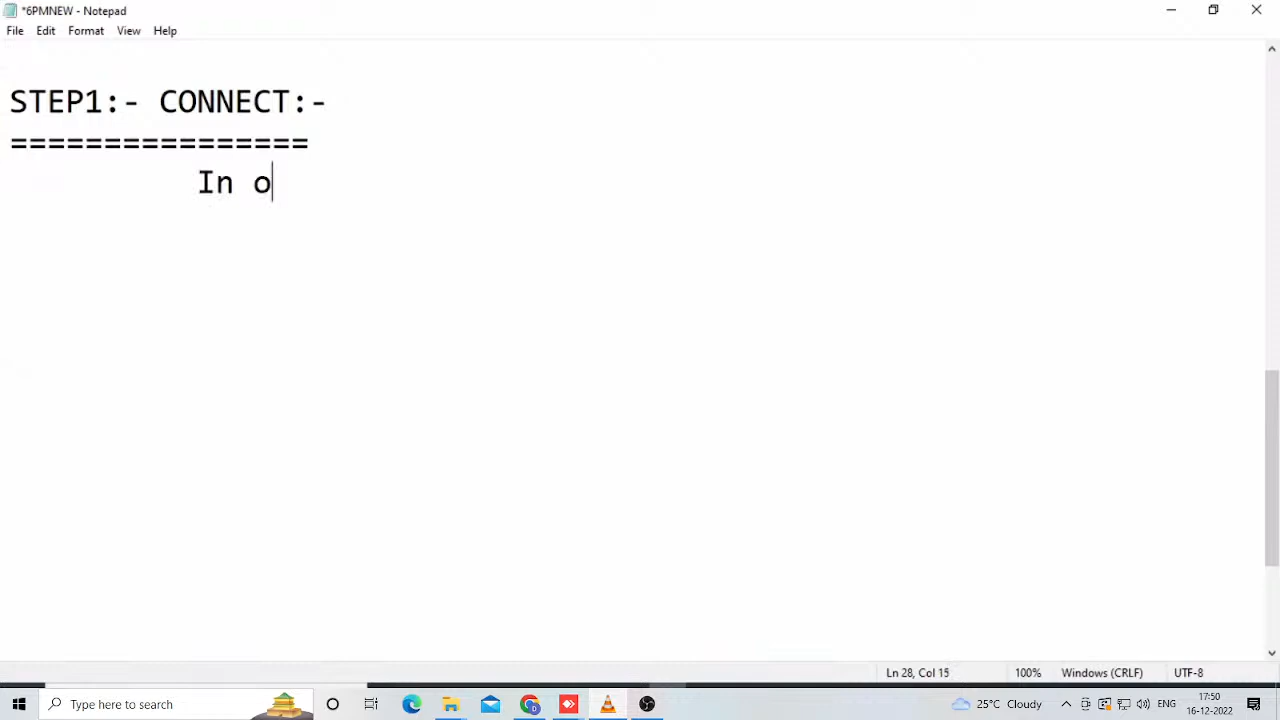 *6PMNEW - Notepad
File Edit Format View Help
STEP1:- CONNECT:-
================
In o
Ln 28, Col 15 100% Windows (CRLF) UTF-8
Type here to search
25°C Cloudy ENG 17:50
16-12-2022